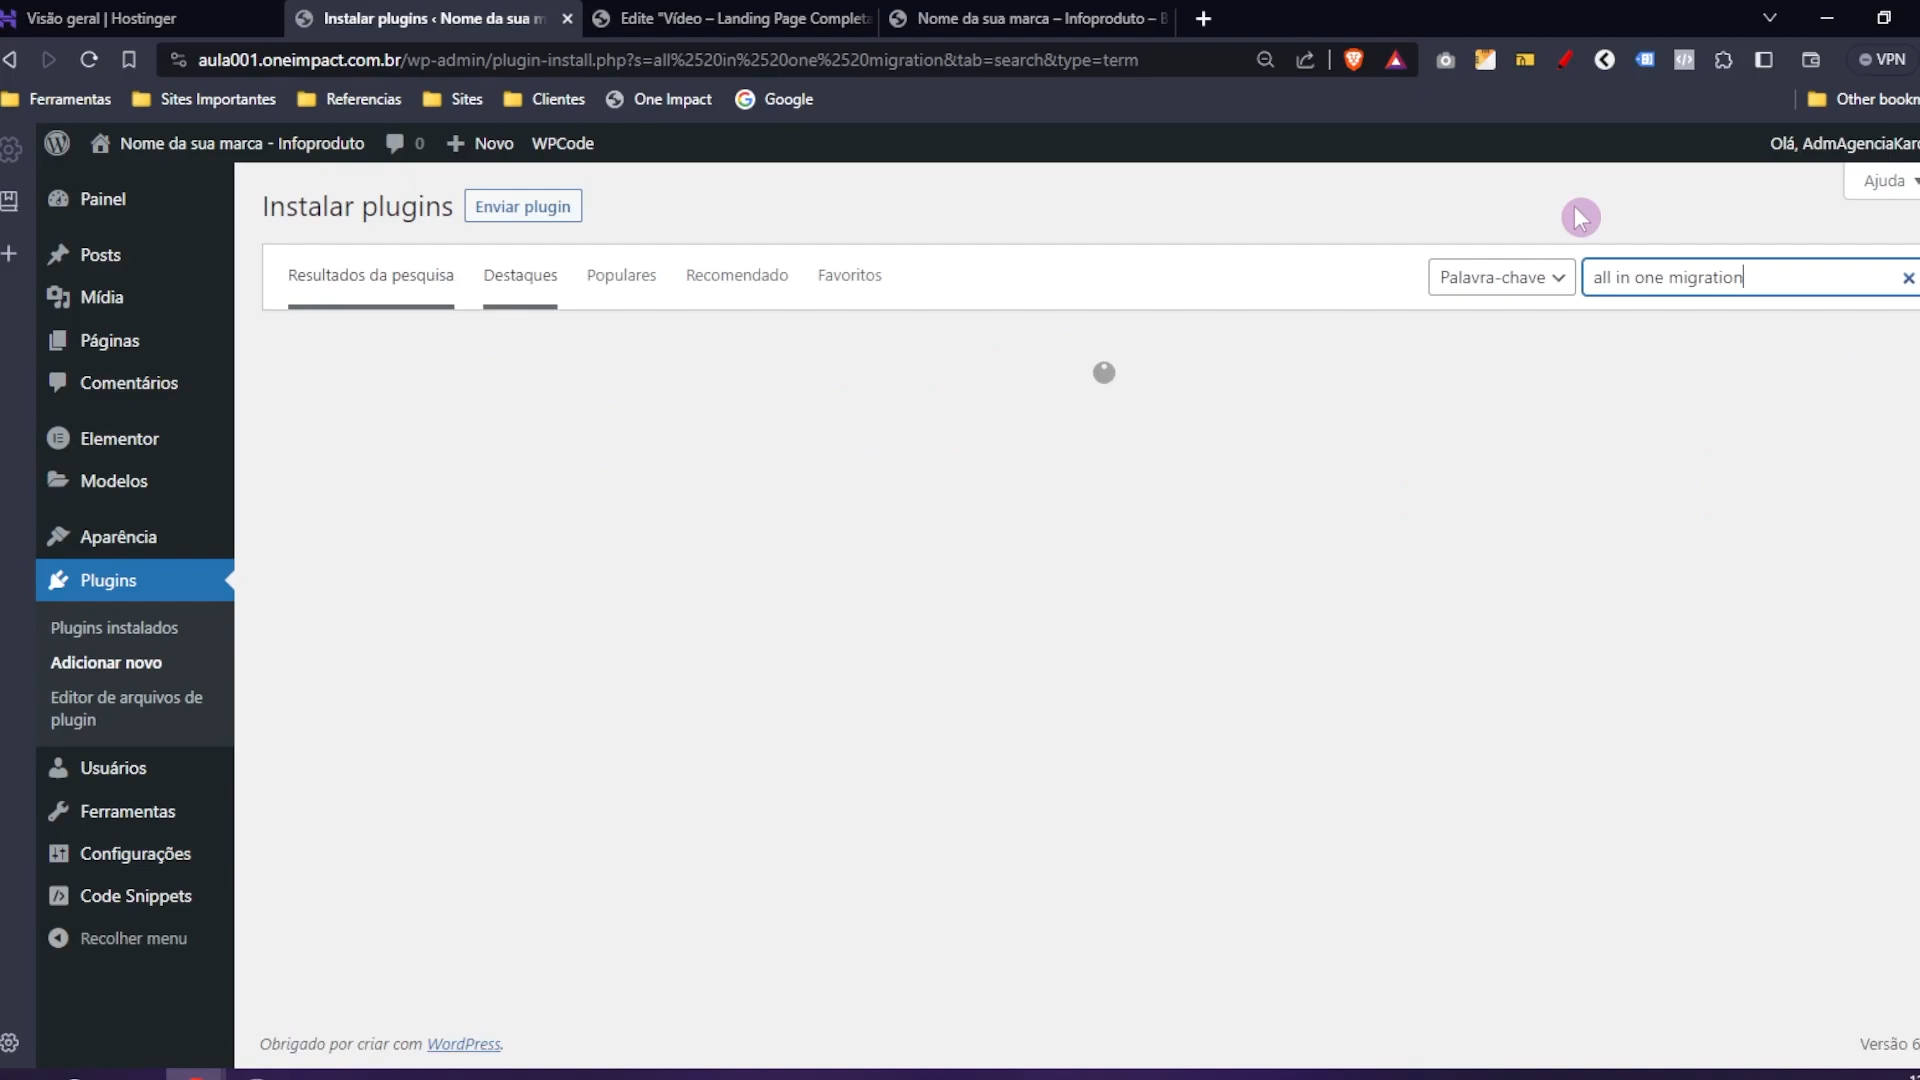 Visão geral | Hostinger
Instalar plugins ‹ Nome da sua m
Edite "Vídeo – Landing Page Completa
Nome da sua marca – Infoproduto – B
aula001.oneimpact.com.br/wp-admin/plugin-install.php?s=all%2520in%2520one%2520migration&tab=search&type=term
VPN
Ferramentas
Sites Importantes
Referencias
Sites
Clientes
One Impact
Google
Other bookn
Nome da sua marca - Infoproduto
0
Novo
WPCode
Olá, AdmAgenciaKaro
Ajuda
Painel
Posts
Mídia
Páginas
Comentários
Elementor
Modelos
Aparência
Plugins
Plugins instalados
Adicionar novo
Editor de arquivos de
plugin
Usuários
Ferramentas
Configurações
Code Snippets
Recolher menu
Instalar plugins
Enviar plugin
Resultados da pesquisa
Destaques
Populares
Recomendado
Favoritos
Palavra-chave
all in one migration
Obrigado por criar com WordPress.
Versão 6